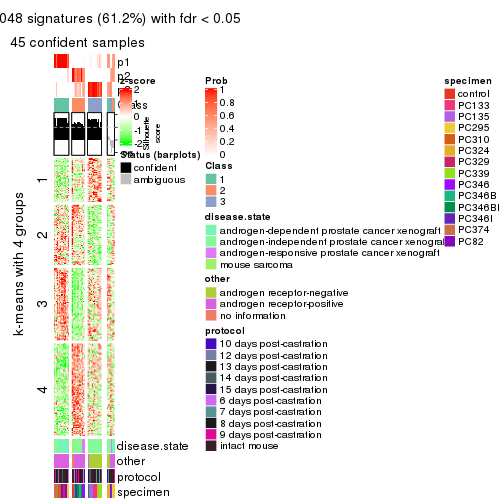 048 signatures (61.2%) with fdr < 0.05
45 confident samples
p1
p2
z-score
2
1
0
-1
-2
Silhouette score
Status (barplots)
confident
ambiguous
k-means with 4 groups
1
2
3
4
disease.state
other
protocol
specimen
Prob
1
0.8
0.6
0.4
0.2
0
Class
1
2
3
disease.state
androgen-dependent prostate cancer xenograft
androgen-independent prostate cancer xenograft
androgen-responsive prostate cancer xenograft
mouse sarcoma
other
androgen receptor-negative
androgen receptor-positive
no information
protocol
10 days post-castration
12 days post-castration
13 days post-castration
14 days post-castration
15 days post-castration
6 days post-castration
7 days post-castration
8 days post-castration
9 days post-castration
intact mouse
specimen
control
PC133
PC135
PC295
PC310
PC324
PC329
PC339
PC346
PC346B
PC346BI
PC346I
PC374
PC82